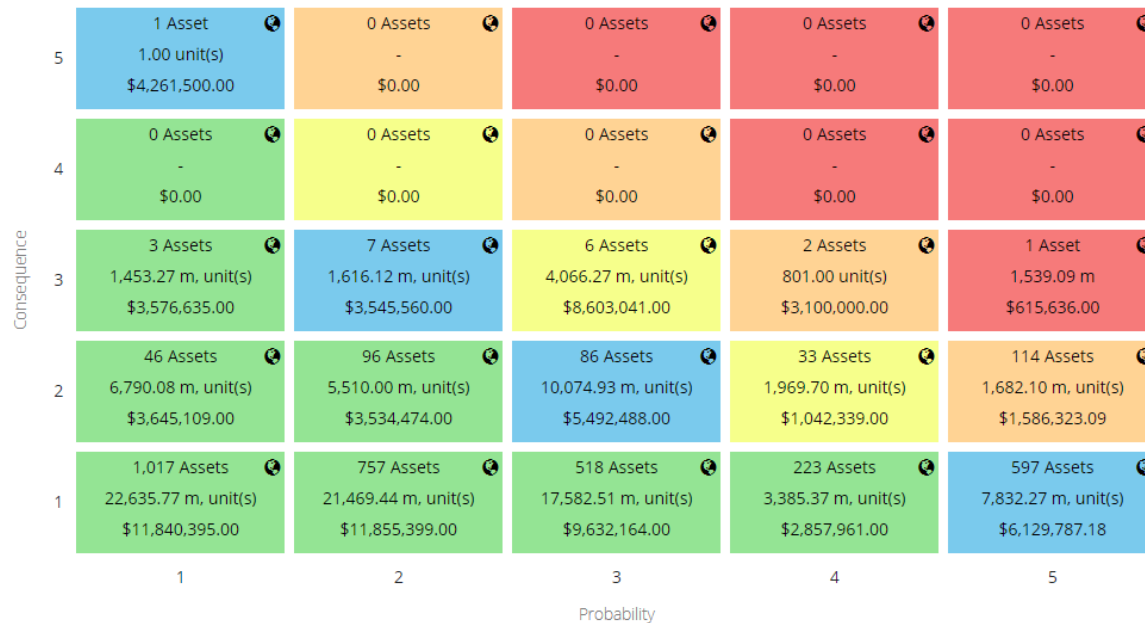 1 Asset 0 Assets 0 Assets 0 Assets 0 Assets
5 1.00 unit(s) - - - -
$4,261,500.00 $0.00 $0.00 $0.00 $0.00
0 Assets 0 Assets 0 Assets 0 Assets 0 Assets
4 - - - - -
$0.00 $0.00 $0.00 $0.00 $0.00
Consequence
3 Assets 7 Assets 6 Assets 2 Assets 1 Asset
3 1,453.27 m, unit(s) 1,616.12 m, unit(s) 4,066.27 m, unit(s) 801.00 unit(s) 1,539.09 m
$3,576,635.00 $3,545,560.00 $8,603,041.00 $3,100,000.00 $615,636.00
46 Assets 96 Assets 86 Assets 33 Assets 114 Assets
2 6,790.08 m, unit(s) 5,510.00 m, unit(s) 10,074.93 m, unit(s) 1,969.70 m, unit(s) 1,682.10 m, unit(s)
$3,645,109.00 $3,534,474.00 $5,492,488.00 $1,042,339.00 $1,586,323.09
1,017 Assets 757 Assets 518 Assets 223 Assets 597 Assets
1 22,635.77 m, unit(s) 21,469.44 m, unit(s) 17,582.51 m, unit(s) 3,385.37 m, unit(s) 7,832.27 m, unit(s)
$11,840,395.00 $11,855,399.00 $9,632,164.00 $2,857,961.00 $6,129,787.18
1 2 3 4 5
Probability